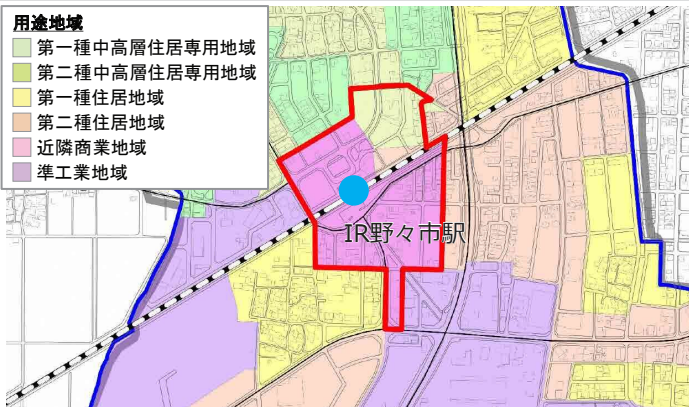 用途地域
第一種中高層住居専用地域
第二種中高層住居専用地域
第一種住居地域
第二種住居地域
近隣商業地域
準工業地域
IR野々市駅